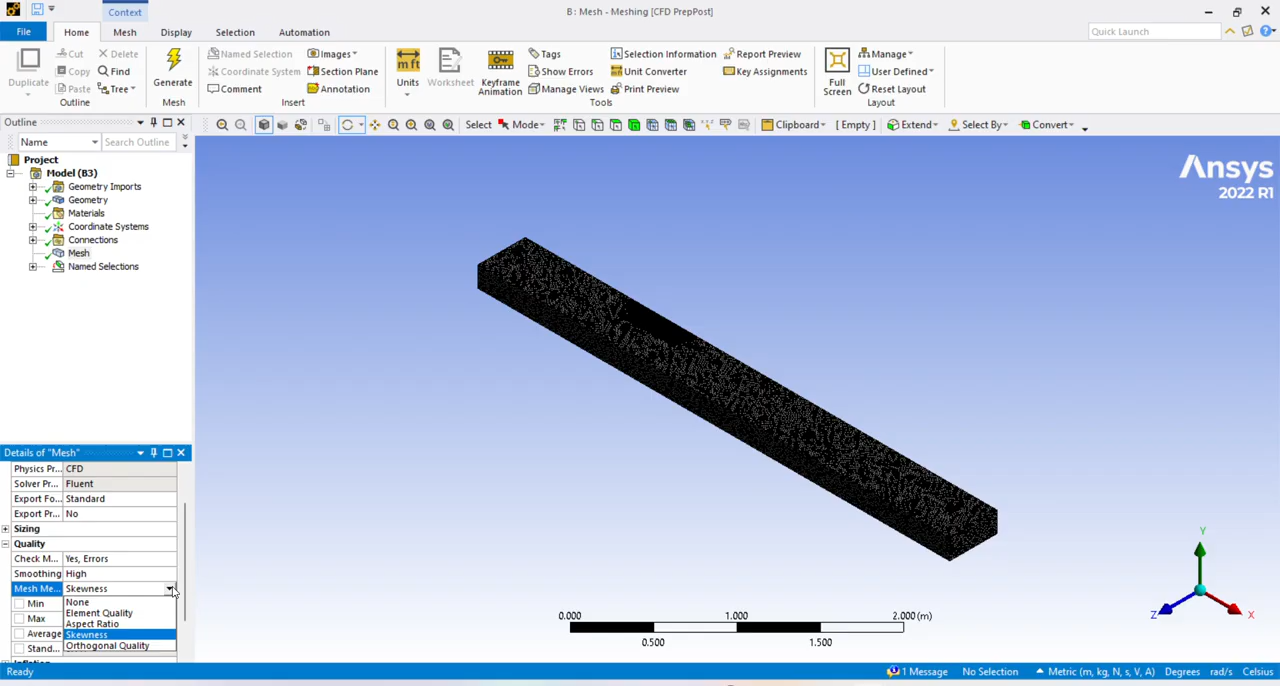 Context
B : Mesh - Meshing [CFD PrepPost]
File
Home
Mesh
Display
Selection
Automation
Quick Launch
Duplicate
Cut
Copy
Paste
Delete
Find
Tree
Outline
Generate
Mesh
Named Selection
Coordinate System
Comment
Images
Section Plane
Annotation
Insert
Units
Worksheet
Keyframe
Animation
Tags
Show Errors
Manage Views
Selection Information
Unit Converter
Print Preview
Report Preview
Key Assignments
Tools
Full
Screen
Manage
User Defined
Reset Layout
Layout
Outline
Select
Mode
Clipboard
[ Empty ]
Extend
Select By
Convert
Name
Search Outline
Project
Model (B3)
Geometry Imports
Geometry
Materials
Coordinate Systems
Connections
Mesh
Named Selections
Ansys
2022 R1
Details of "Mesh"
Physics Pr... CFD
Solver Pr... Fluent
Export Fo... Standard
Export Pr... No
Sizing
Quality
Check M... Yes, Errors
Smoothing High
Mesh Me... Skewness
Min
Max
Average
Stand...
None
Element Quality
Aspect Ratio
Skewness
Orthogonal Quality
0.000
1.000
2.000 (m)
0.500
1.500
Y
Z
X
Ready
1 Message
No Selection
Metric (m, kg, N, s, V, A)
Degrees
rad/s
Celsius